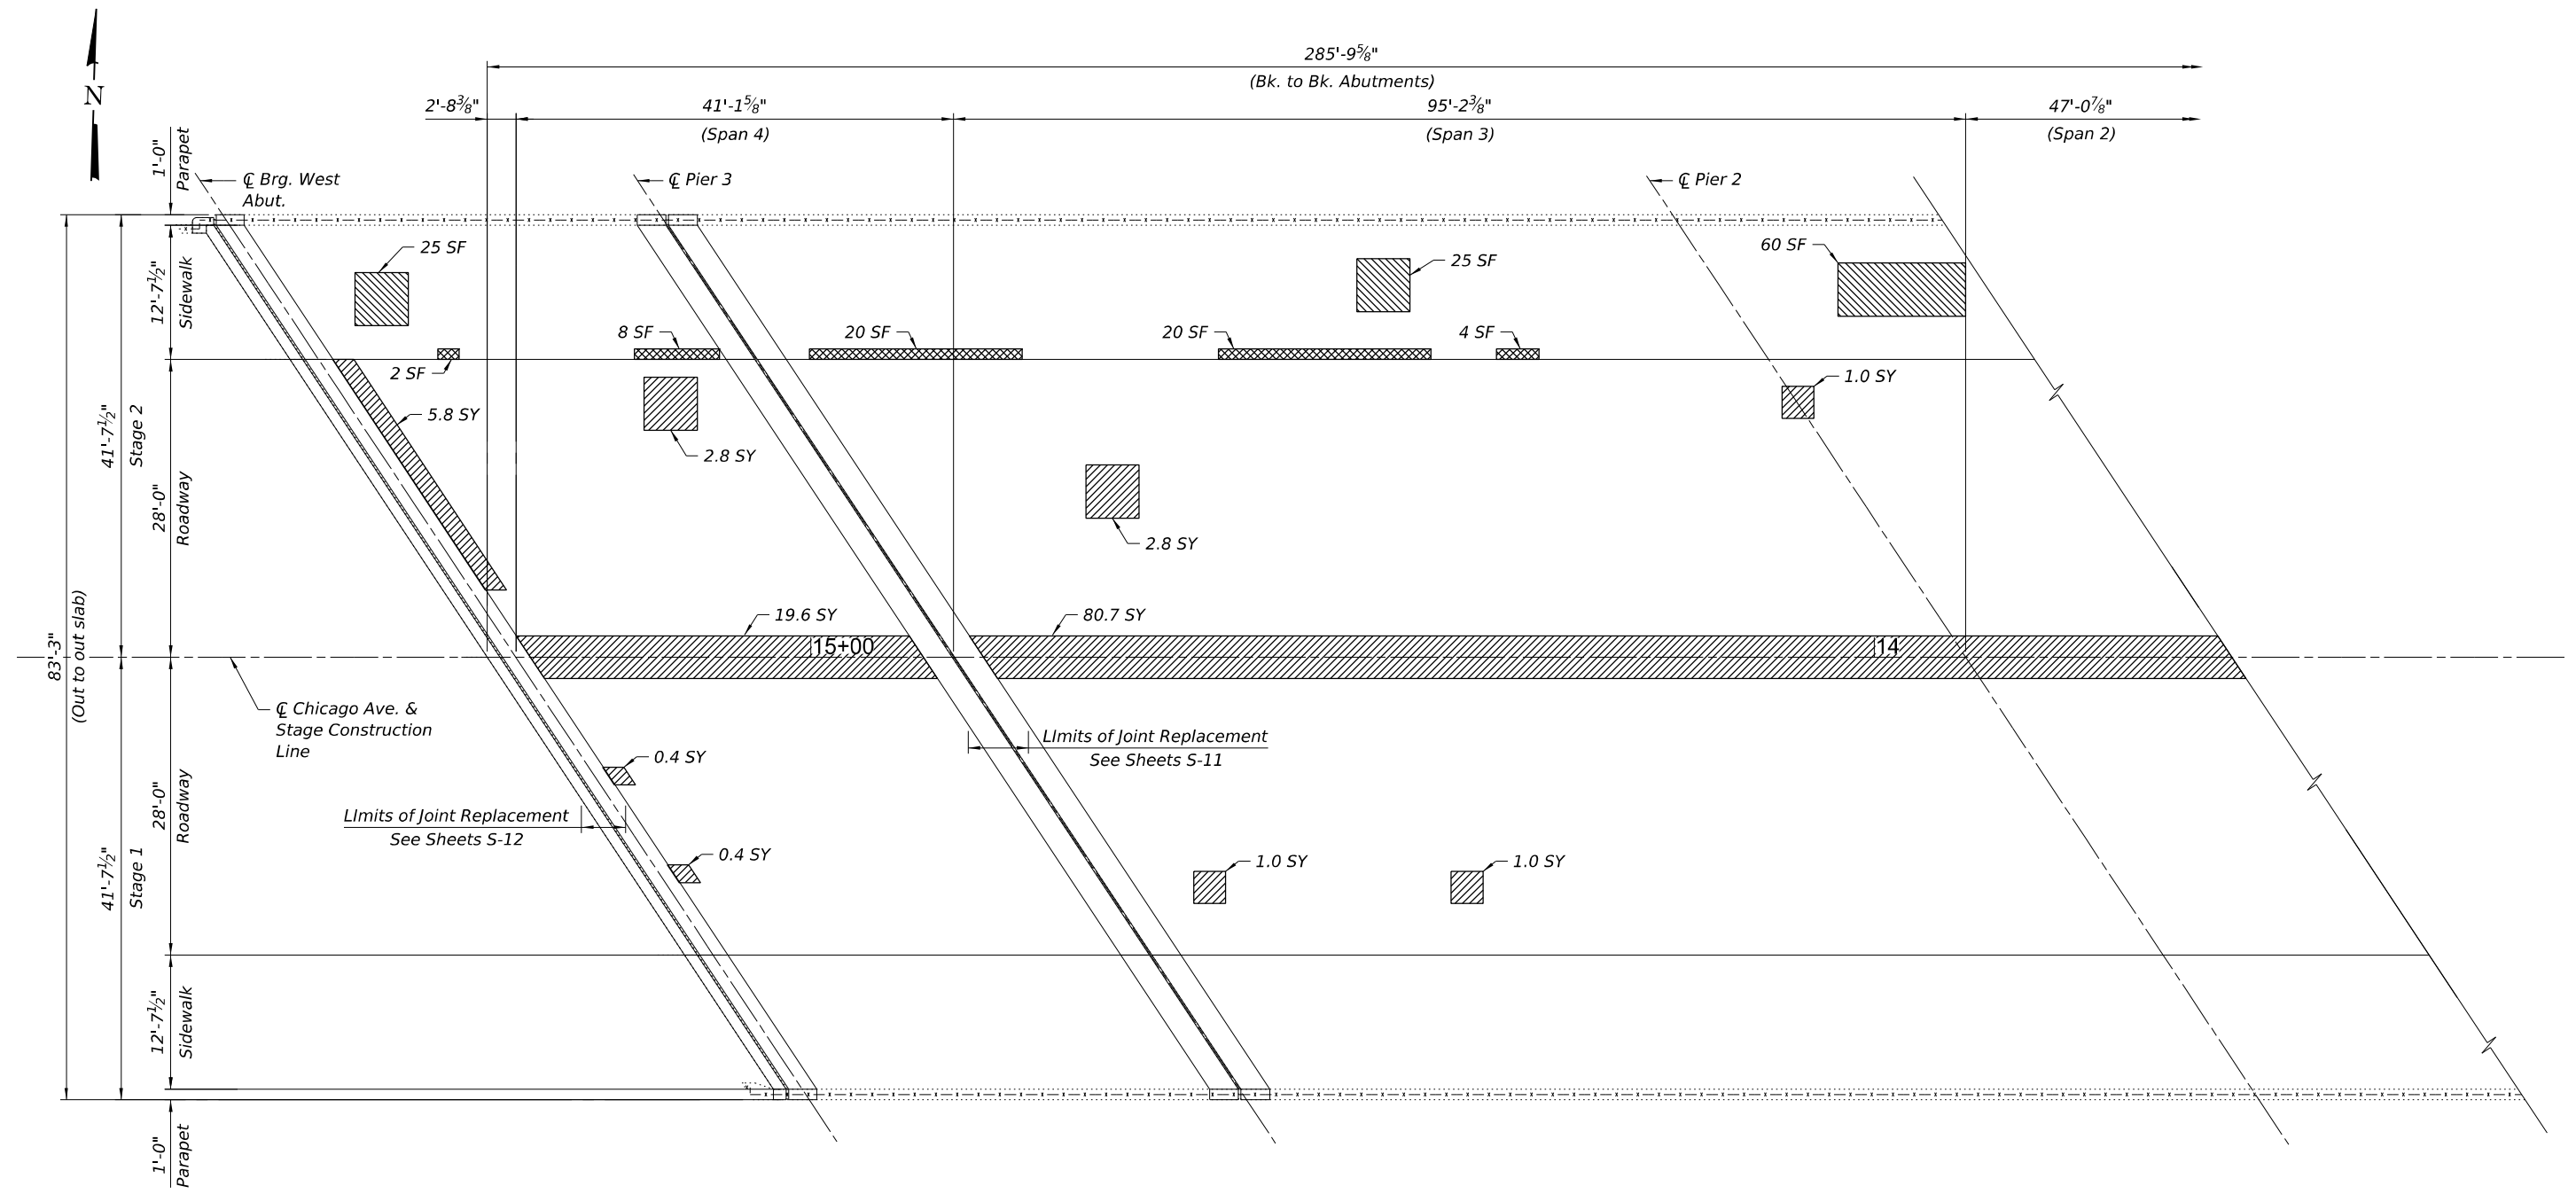 285'-9⅝"
(Bk. to Bk. Abutments)
2'-8⅜"
41'-1⅝"
(Span 4)
95'-2⅜"
(Span 3)
47'-0⅞"
(Span 2)
N
1'-0"
Parapet
℄ Brg. West
Abut.
℄ Pier 3
℄ Pier 2
25 SF
25 SF
60 SF
12'-7½"
Sidewalk
8 SF
20 SF
20 SF
4 SF
2 SF
1.0 SY
5.8 SY
2.8 SY
2.8 SY
41'-7½"
Stage 2
28'-0"
Roadway
19.6 SY
80.7 SY
15+00
14
83'-3"
(Out to out slab)
℄ Chicago Ave. &
Stage Construction
Line
LImits of Joint Replacement
See Sheets S-11
0.4 SY
LImits of Joint Replacement
See Sheets S-12
0.4 SY
1.0 SY
1.0 SY
28'-0"
Roadway
41'-7½"
Stage 1
12'-7½"
Sidewalk
1'-0"
Parapet